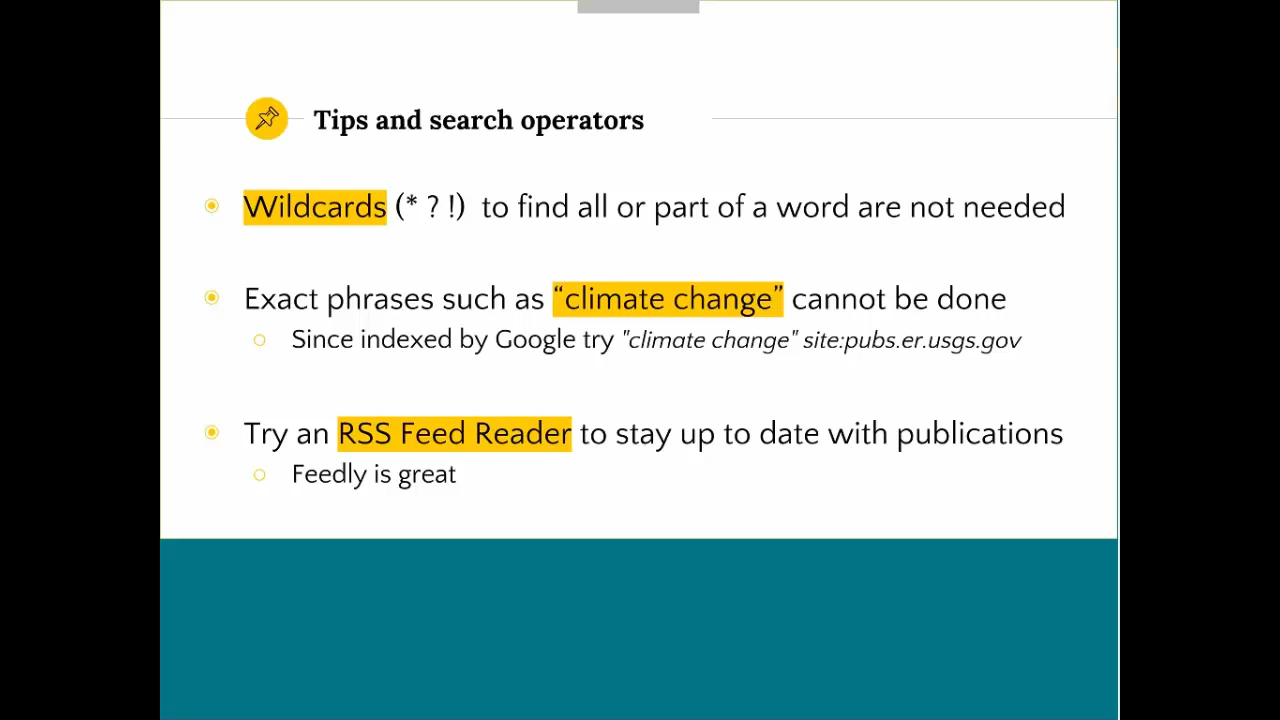 Tips and search operators
Wildcards (* ? !) to find all or part of a word are not needed
Exact phrases such as “climate change” cannot be done
Since indexed by Google try "climate change" site:pubs.er.usgs.gov
Try an RSS Feed Reader to stay up to date with publications
Feedly is great